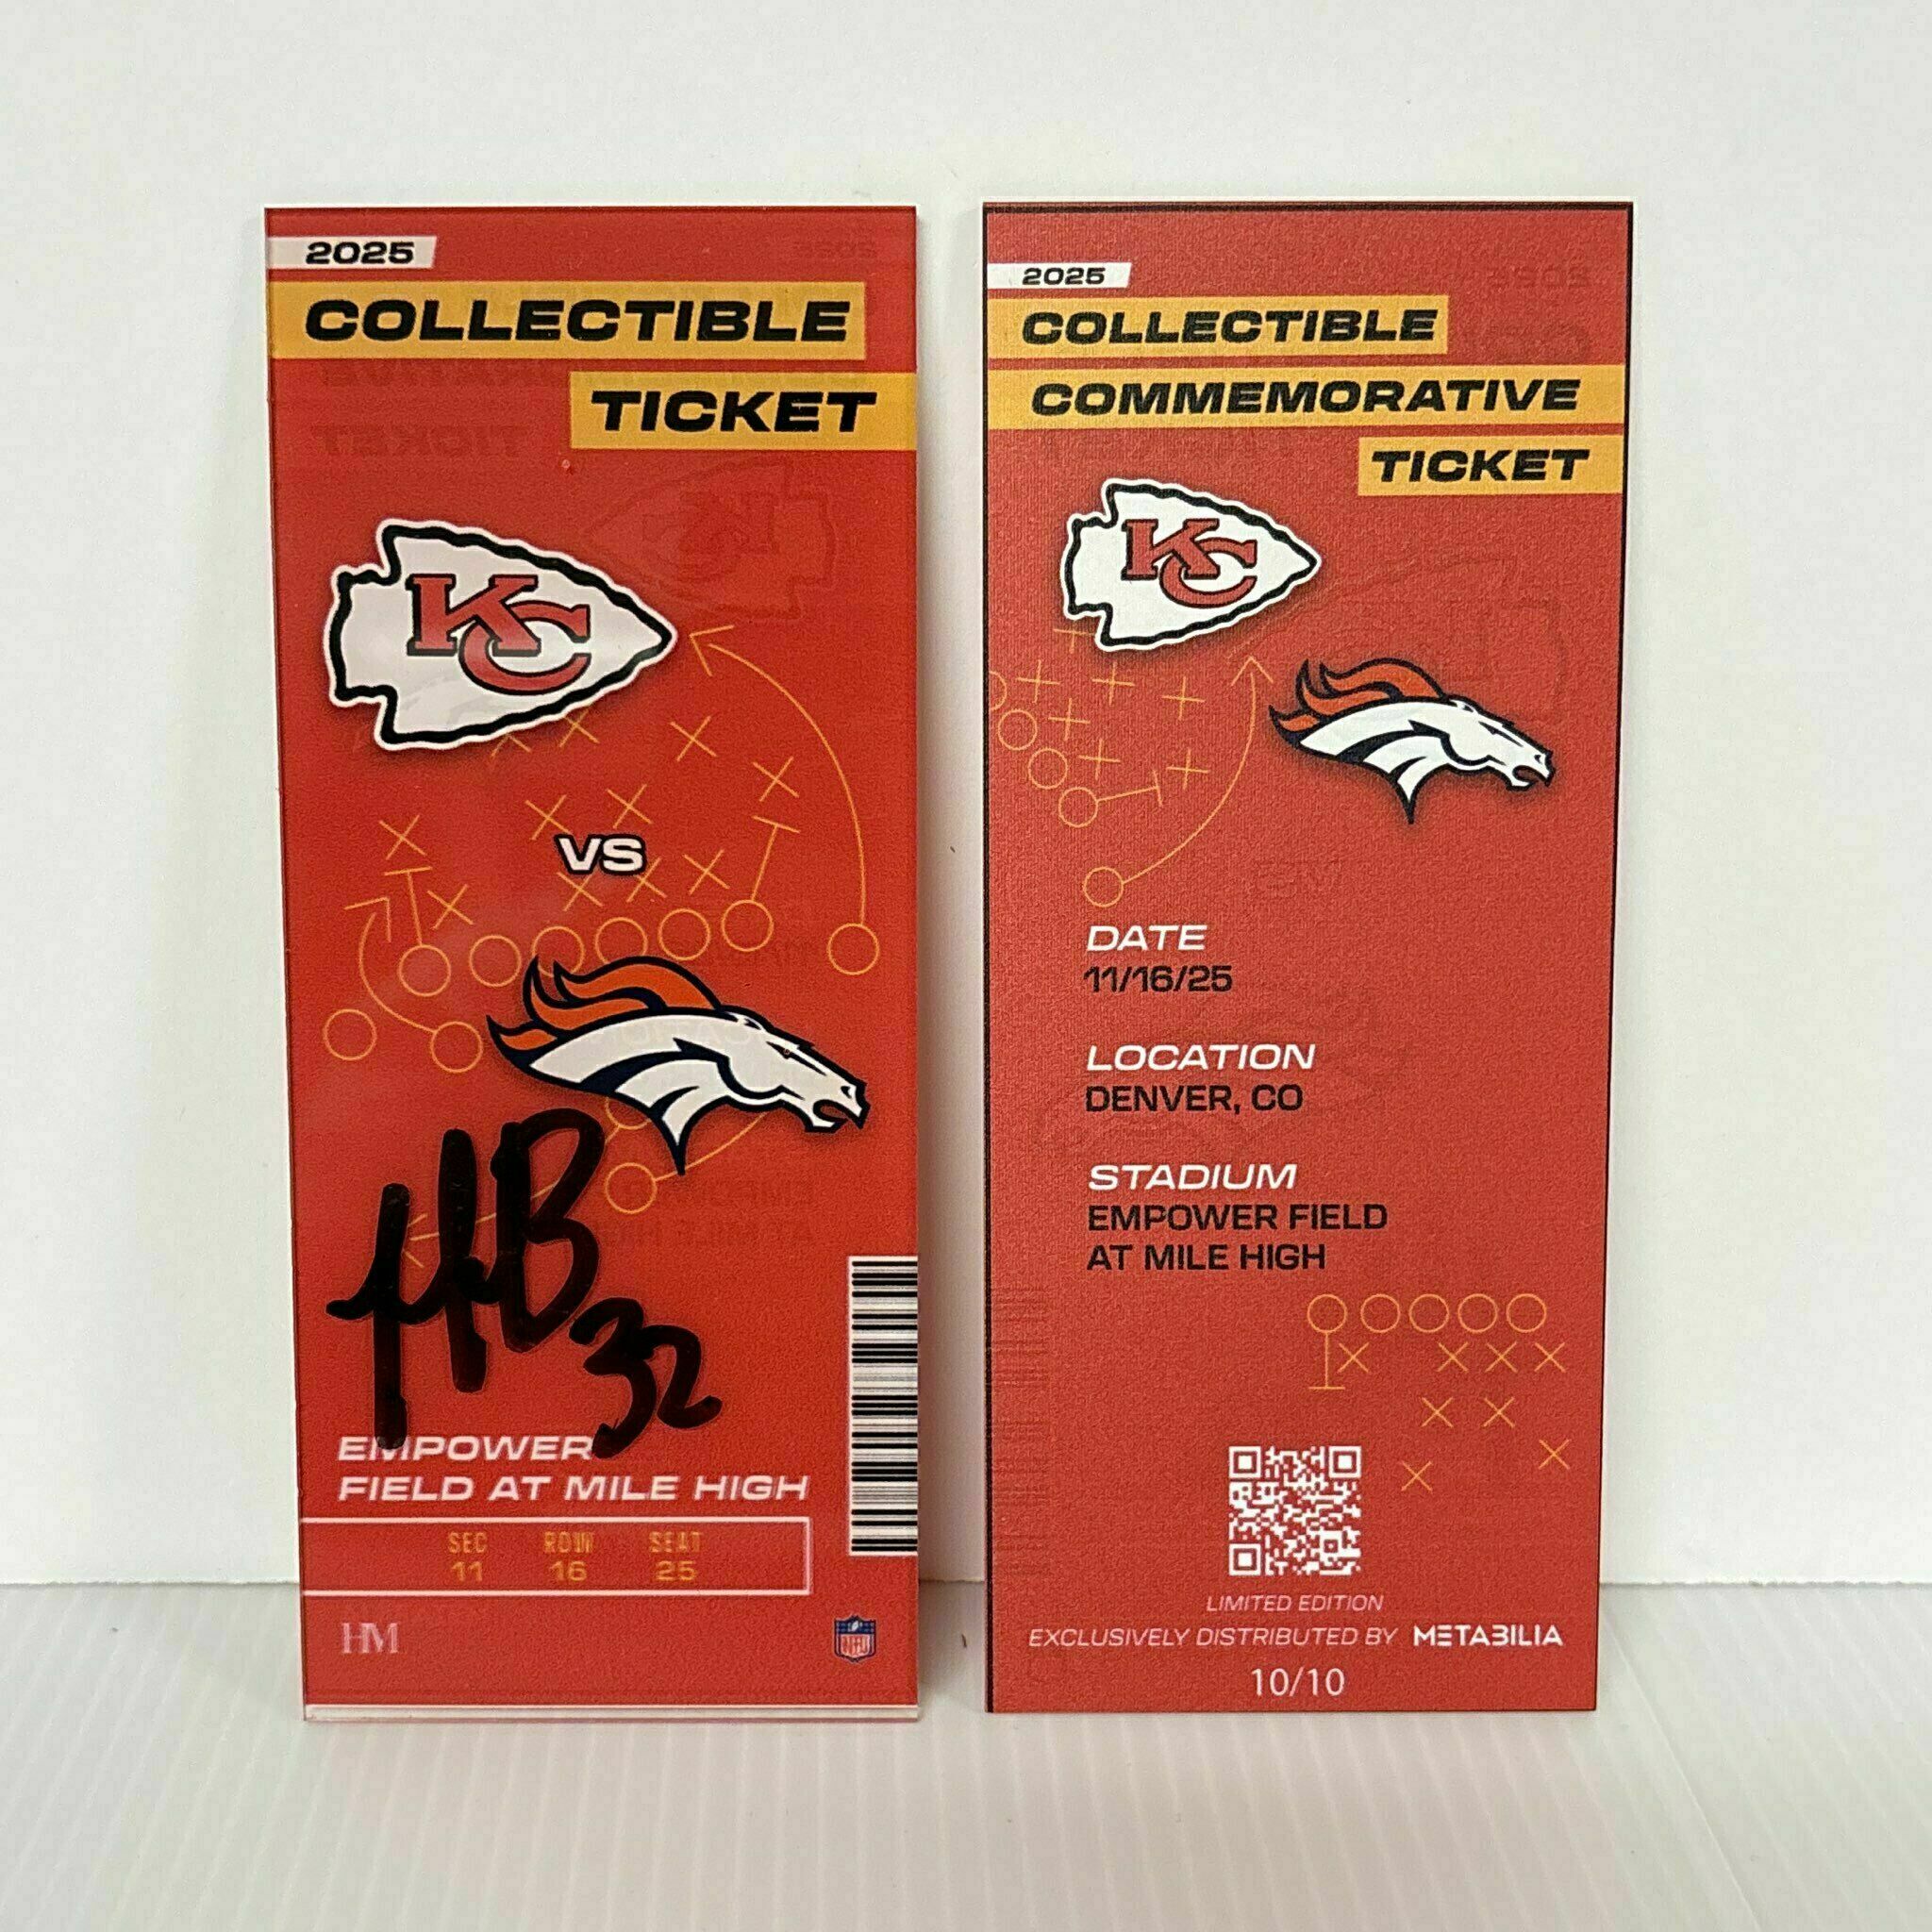 2025
COLLECTIBLE
TICKET
KC
VS
32
EMPOWER
FIELD AT MILE HIGH
SEC ROW SEAT
11 16 25
HM
NFL
2025
COLLECTIBLE
COMMEMORATIVE
TICKET
KC
DATE
11/16/25
LOCATION
DENVER, CO
STADIUM
EMPOWER FIELD
AT MILE HIGH
LIMITED EDITION
EXCLUSIVELY DISTRIBUTED BY METABILIA
10/10